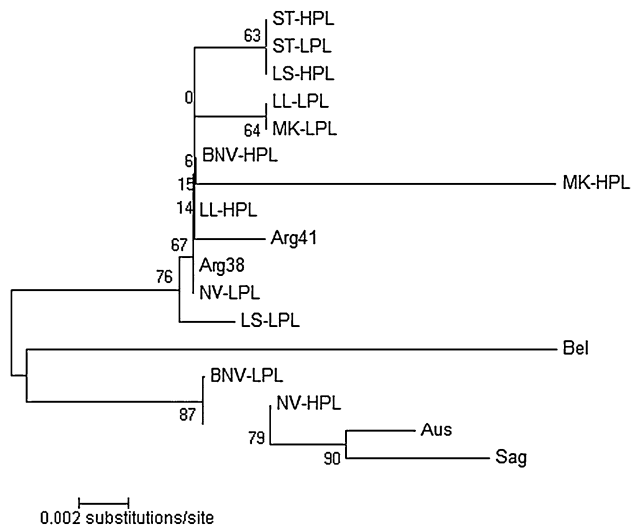 ST-HPL
63
ST-LPL
LS-HPL
0
LL-LPL
64
MK-LPL
6
BNV-HPL
15
MK-HPL
14
LL-HPL
67
Arg41
76
Arg38
NV-LPL
LS-LPL
Bel
BNV-LPL
87
NV-HPL
79
Aus
90
Sag
0.002 substitutions/site